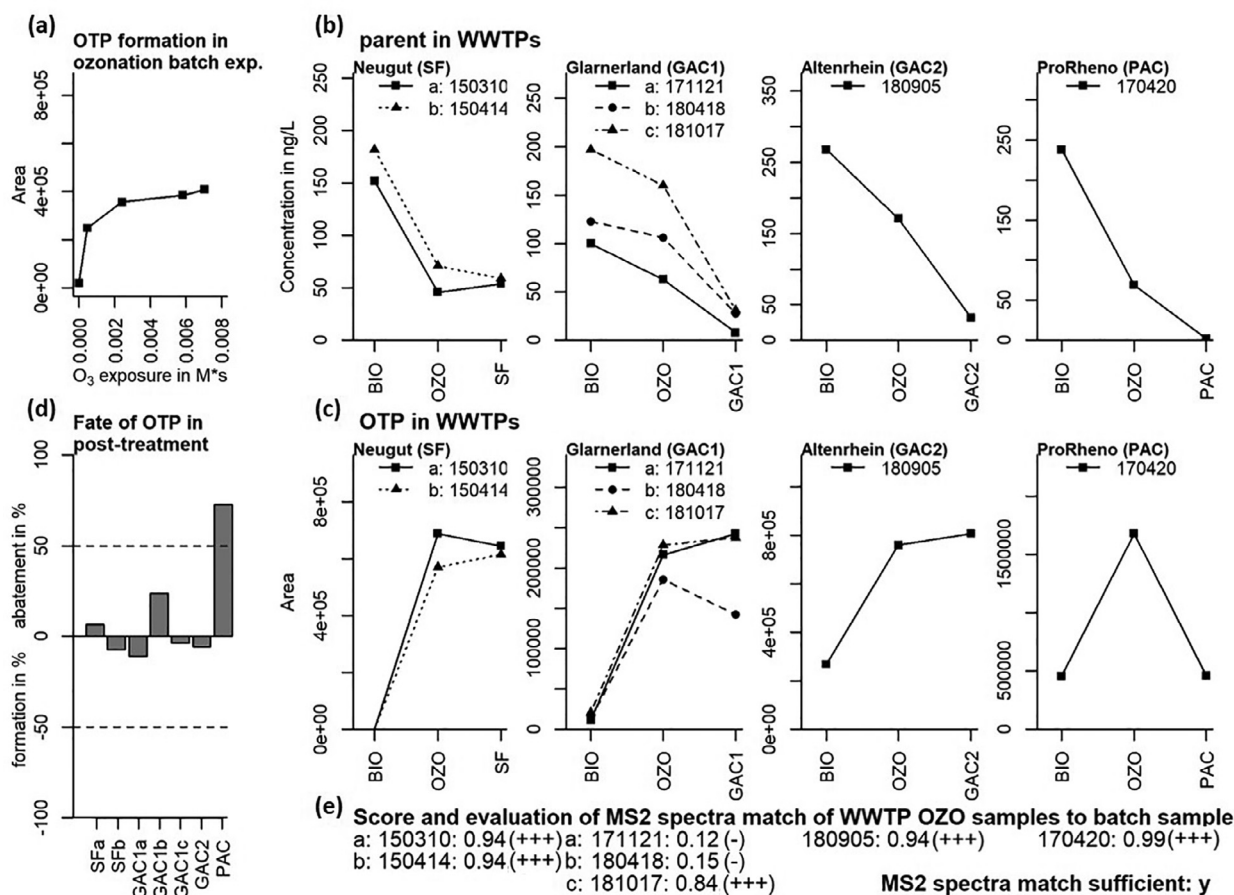 (a)
OTP formation in
ozonation batch exp.
Area
8e+05
4e+05
0e+00
0.000
0.002
0.004
0.006
0.008
O3 exposure in M*s
(b) parent in WWTPs
Concentration in ng/L
Neugut (SF)
a: 150310
b: 150414
250
200
150
100
50
0
BIO
OZO
SF
Glarnerland (GAC1)
a: 171121
b: 180418
c: 181017
250
200
150
100
50
0
BIO
OZO
GAC1
Altenrhein (GAC2)
180905
350
250
150
50
0
BIO
OZO
GAC2
ProRheno (PAC)
170420
250
150
50
0
BIO
OZO
PAC
(c) OTP in WWTPs
Area
Neugut (SF)
a: 150310
b: 150414
8e+05
4e+05
0e+00
BIO
OZO
SF
Glarnerland (GAC1)
a: 171121
b: 180418
c: 181017
300000
200000
100000
0
BIO
OZO
GAC1
Altenrhein (GAC2)
180905
8e+05
4e+05
0e+00
BIO
OZO
GAC2
ProRheno (PAC)
170420
1500000
500000
0
BIO
OZO
PAC
(d)
Fate of OTP in
post-treatment
formation in % abatement in %
100
50
0
-50
-100
SFa
SFb
GAC1a
GAC1b
GAC1c
GAC2
PAC
(e)
Score and evaluation of MS2 spectra match of WWTP OZO samples to batch sample
a: 150310: 0.94 (+++)
b: 150414: 0.94 (+++)
a: 171121: 0.12 (-)
b: 180418: 0.15 (-)
c: 181017: 0.84 (+++)
180905: 0.94 (+++)
170420: 0.99 (+++)
MS2 spectra match sufficient: y